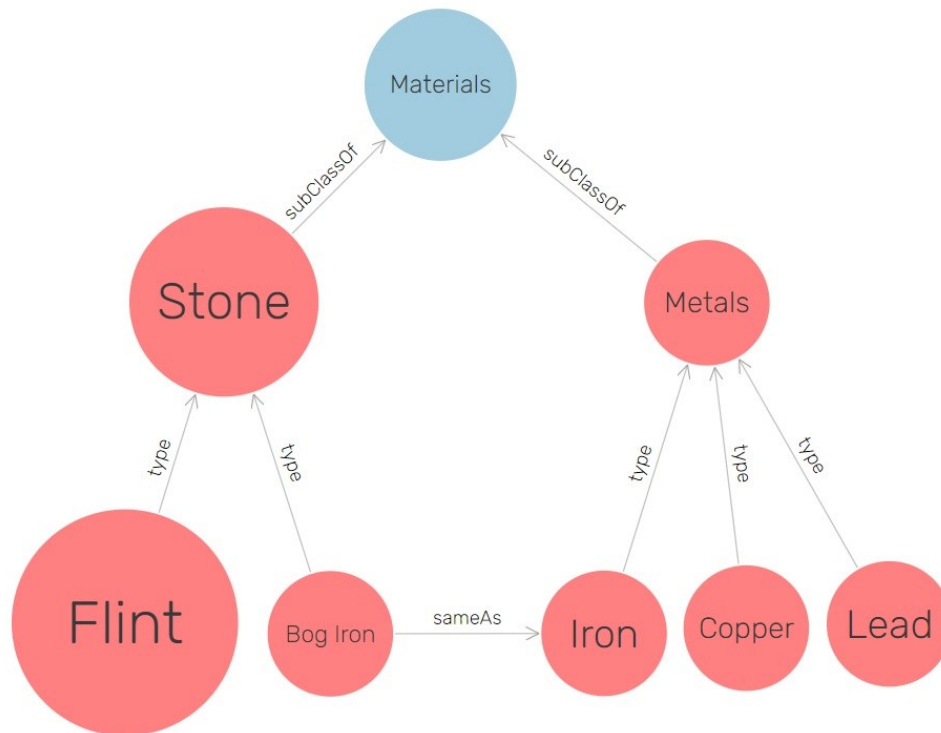 Materials
subClassOf
subClassOf
Stone
Metals
type
type
type
type
type
Flint
Bog Iron
sameAs
Iron
Copper
Lead